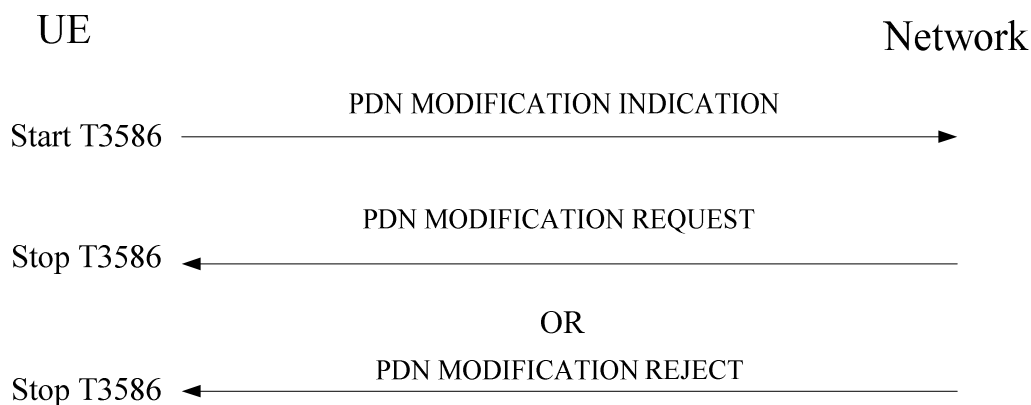 UE
Network
PDN MODIFICATION INDICATION
Start T3586
PDN MODIFICATION REQUEST
Stop T3586
OR
PDN MODIFICATION REJECT
Stop T3586